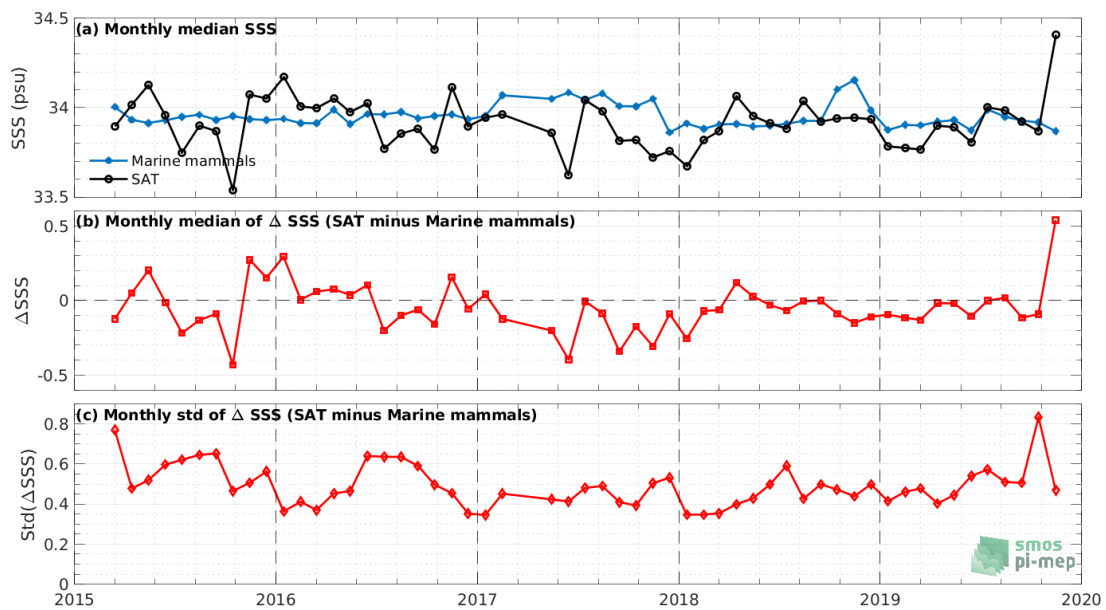 34.5
(a) Monthly median SSS
SSS (psu)
34
Marine mammals
SAT
33.5
(b) Monthly median of Δ SSS (SAT minus Marine mammals)
0.5
ΔSSS
0
-0.5
(c) Monthly std of Δ SSS (SAT minus Marine mammals)
0.8
Std(ΔSSS)
0.6
0.4
0.2
0
smos
pi-mep
2015 2016 2017 2018 2019 2020